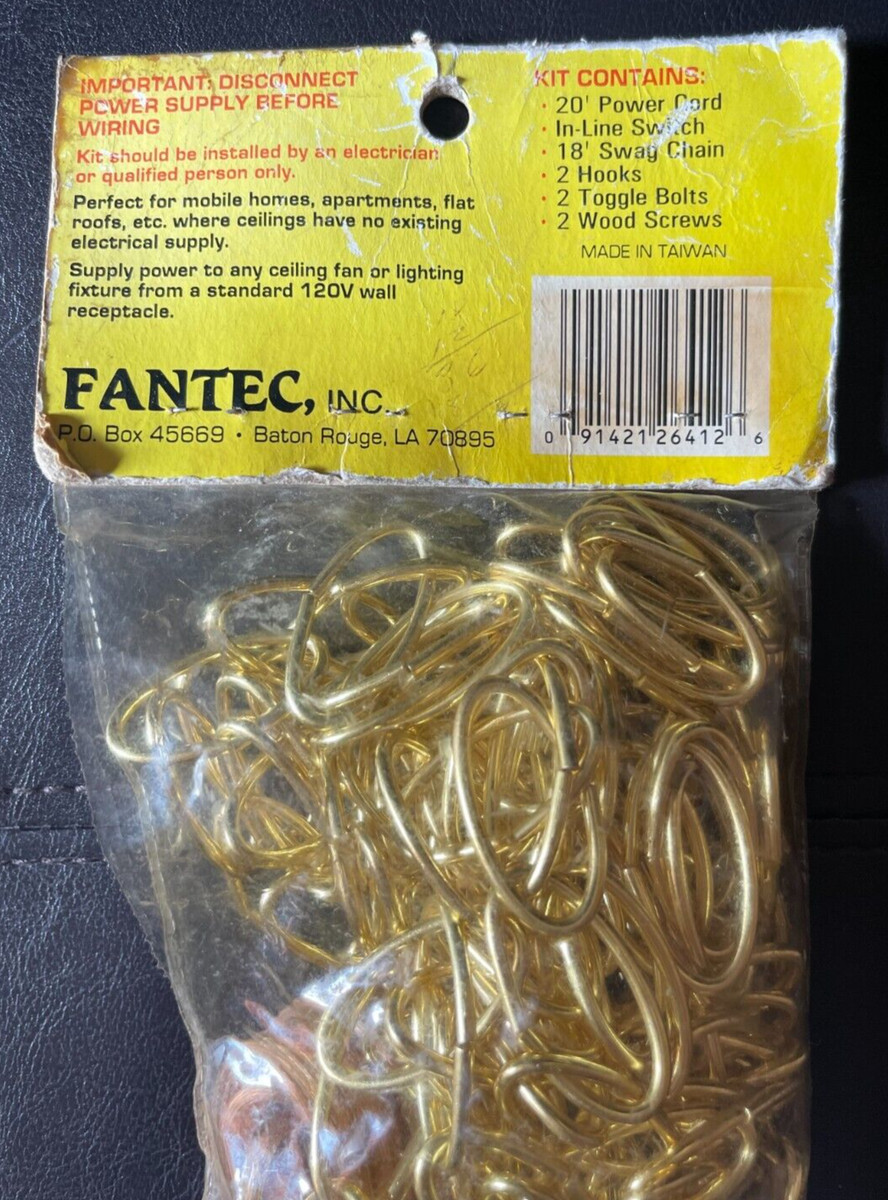 IMPORTANT: DISCONNECT
POWER SUPPLY BEFORE
WIRING
Kit should be installed by an electrician
or qualified person only.
Perfect for mobile homes, apartments, flat
roofs, etc. where ceilings have no existing
electrical supply.
Supply power to any ceiling fan or lighting
fixture from a standard 120V wall
receptacle.
FANTEC, INC.
P.O. Box 45669 • Baton Rouge, LA 70895
KIT CONTAINS:
• 20' Power Cord
• In-Line Switch
• 18' Swag Chain
• 2 Hooks
• 2 Toggle Bolts
• 2 Wood Screws
MADE IN TAIWAN
0 91421 26412 6